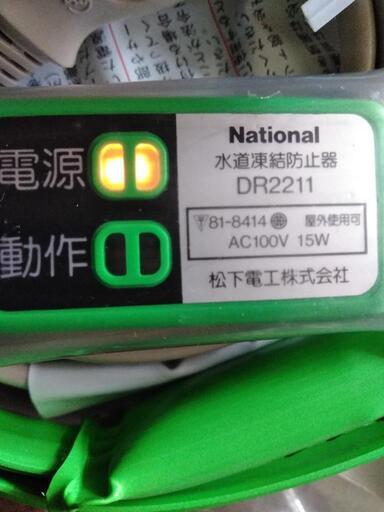 電源
動作
National
水道凍結防止器
DR2211
81-8414 屋外使用可
AC100V 15W
松下電工株式会社